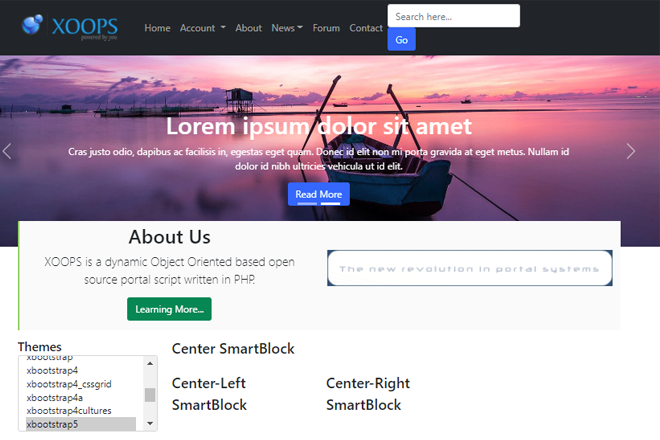 XOOPS
powered by you
Home Account About News Forum Contact
Search here...
Go
Lorem ipsum dolor sit amet
Cras justo odio, dapibus ac facilisis in, egestas eget quam. Donec id elit non mi porta gravida at eget metus. Nullam id
dolor id nibh ultricies vehicula ut id elit.
Read More
About Us
XOOPS is a dynamic Object Oriented based open
source portal script written in PHP.
Learning More...
The new revolution in portal systems
Themes
xbootstrap
xbootstrap4
xbootstrap4_cssgrid
xbootstrap4a
xbootstrap4cultures
xbootstrap5
Center SmartBlock
Center-Left
SmartBlock
Center-Right
SmartBlock